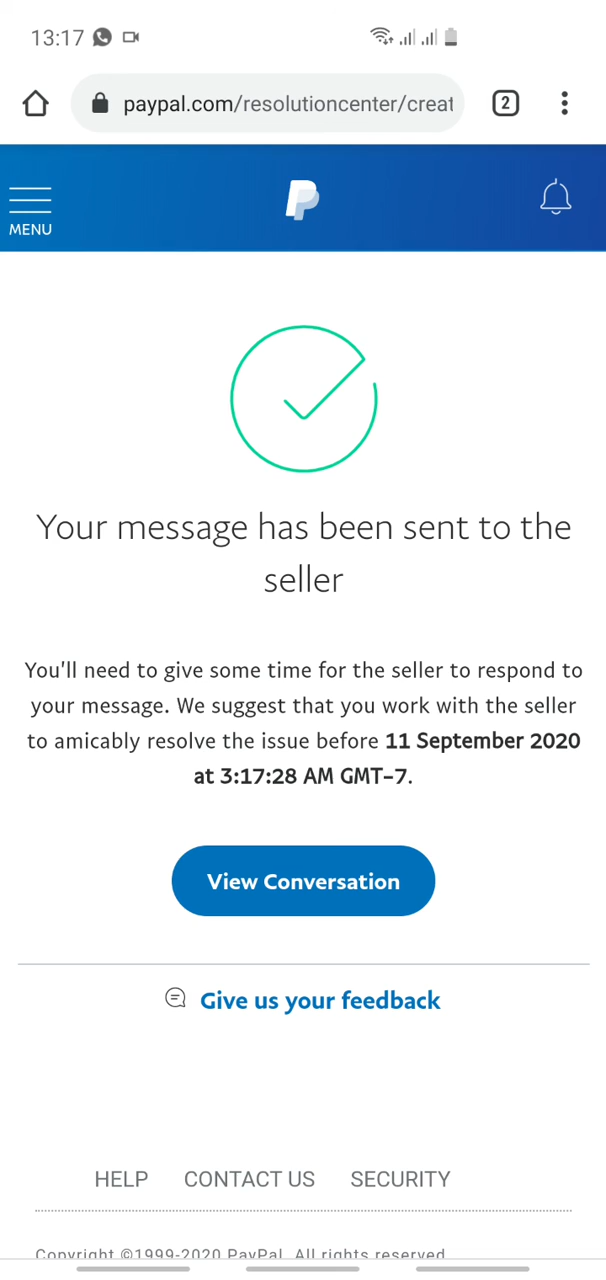 13:17
paypal.com/resolutioncenter/creat
2
MENU
Your message has been sent to the
seller
You'll need to give some time for the seller to respond to
your message. We suggest that you work with the seller
to amicably resolve the issue before 11 September 2020
at 3:17:28 AM GMT-7.
View Conversation
Give us your feedback
HELP CONTACT US SECURITY
Copyright ©1999-2020 PayPal. All rights reserved.